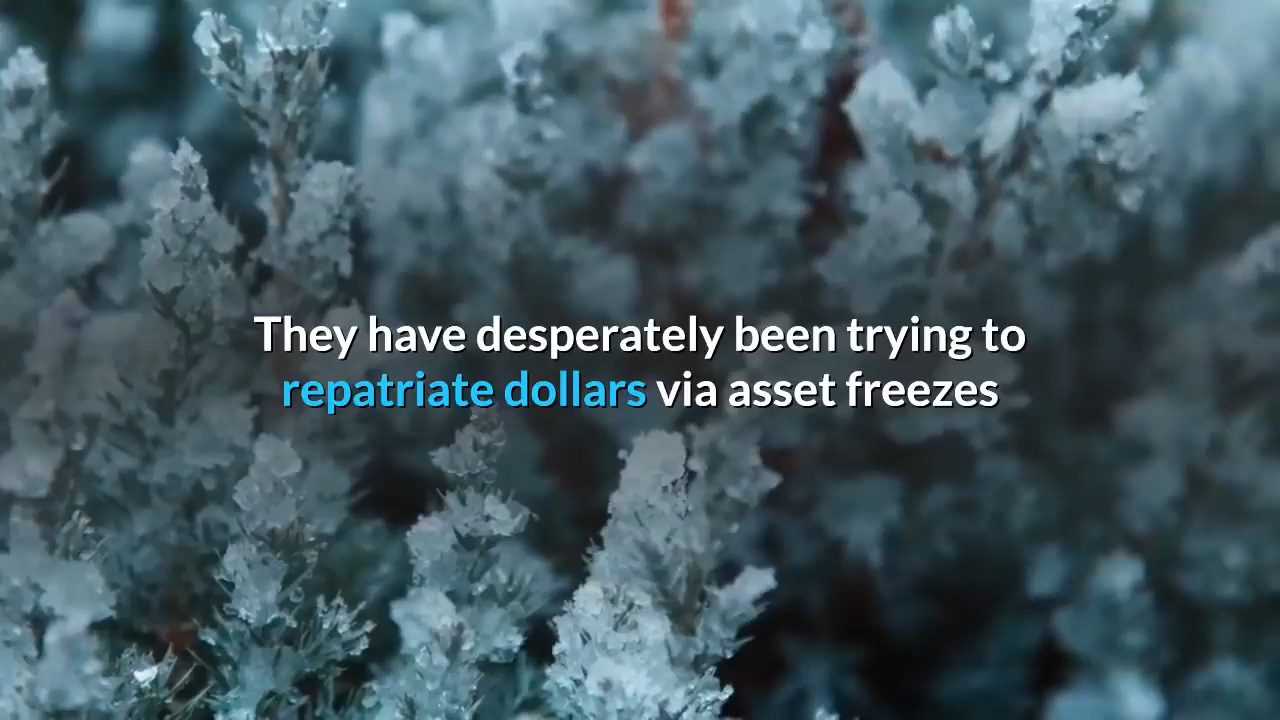 They have desperately been trying to
repatriate dollars via asset freezes